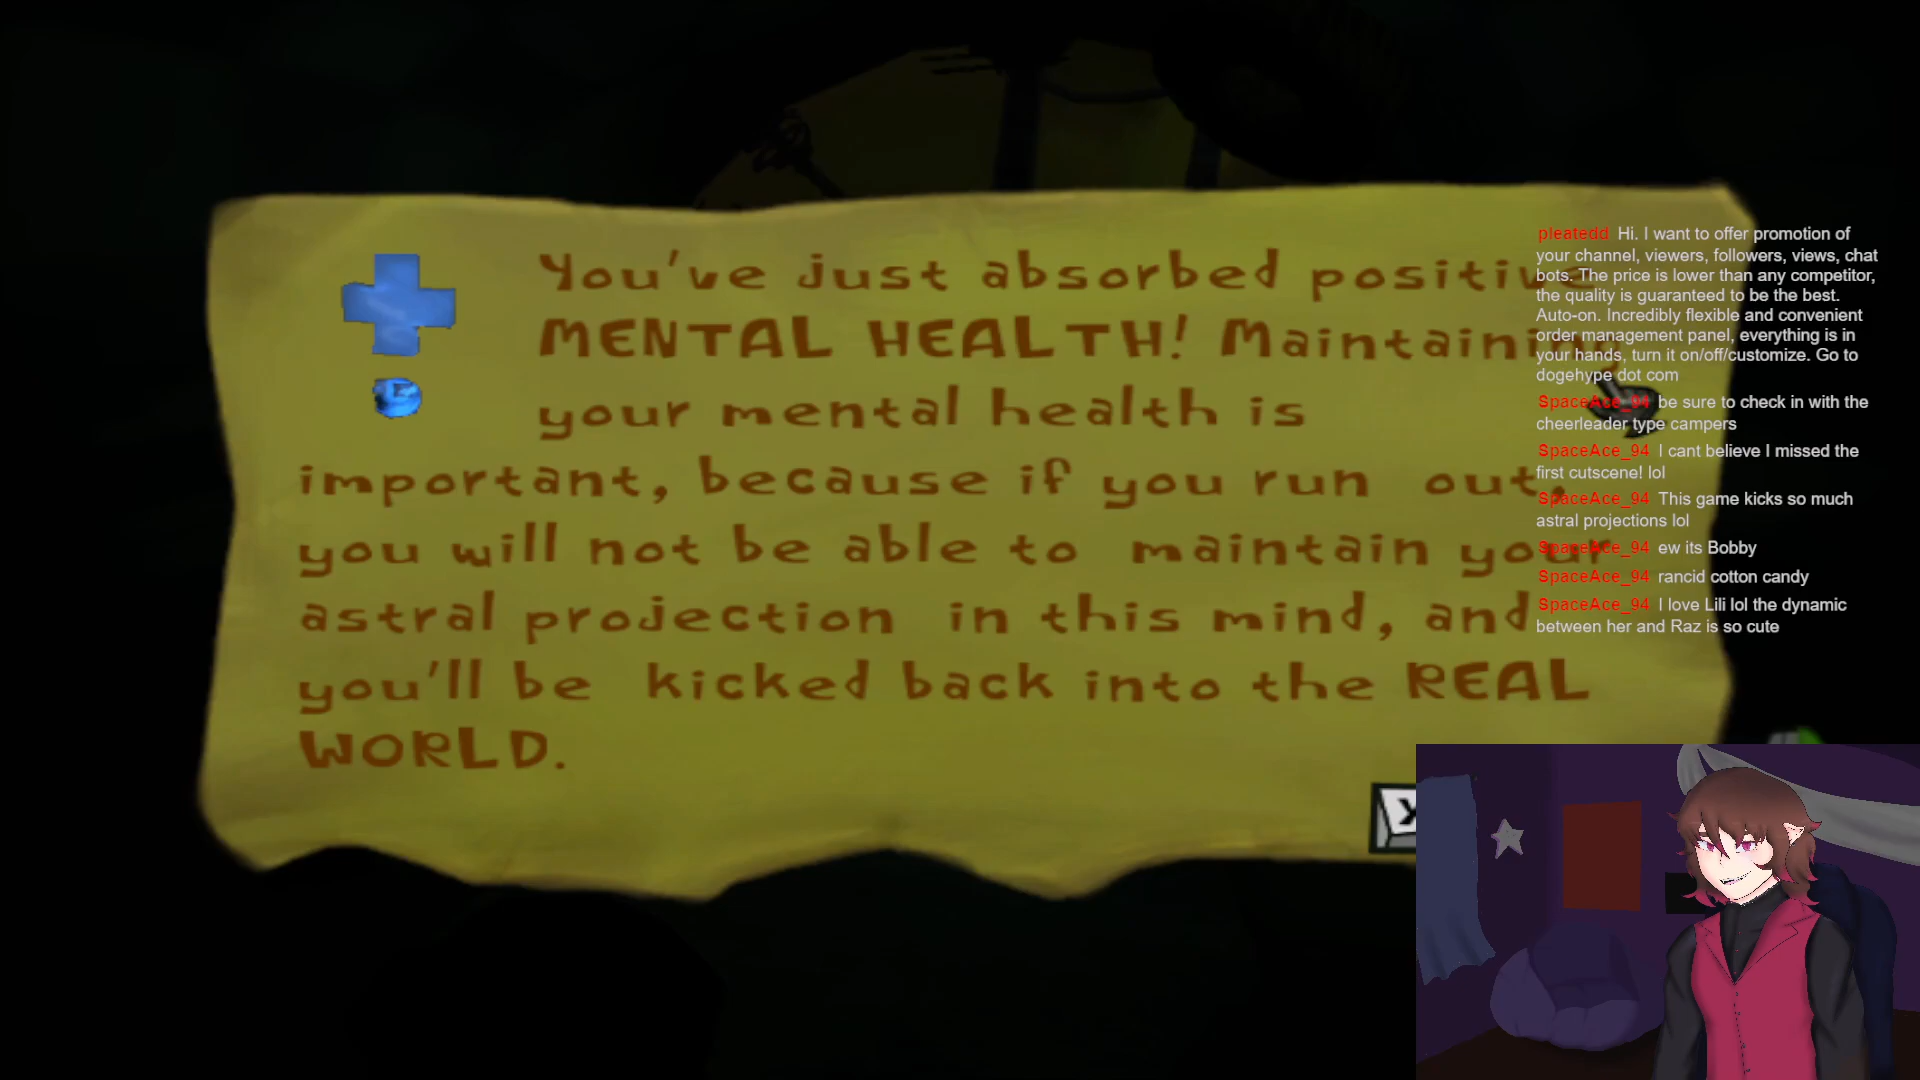 You've just absorbed
MENTAL HEALTH!
your mental health is
important, because if you run out,
you will not be able to maintain your
astral projection in this mind, and
you'll be kicked back into the REAL
WORLD.
pleatedd Hi. I want to offer promotion of
your channel, viewers, followers, views, chat
bots. The price is lower than any competitor,
the quality is guaranteed to be the best.
Auto-on. Incredibly flexible and convenient
order management panel, everything is in
your hands, turn it on/off/customize. Go to
dogehype dot com
SpaceAce_94 be sure to check in with the
cheerleader type campers
SpaceAce_94 I cant believe I missed the
first cutscene! lol
SpaceAce_94 This game kicks so much
astral projections lol
SpaceAce_94 ew its Bobby
SpaceAce_94 rancid cotton candy
SpaceAce_94 I love Lili lol the dynamic
between her and Raz is so cute